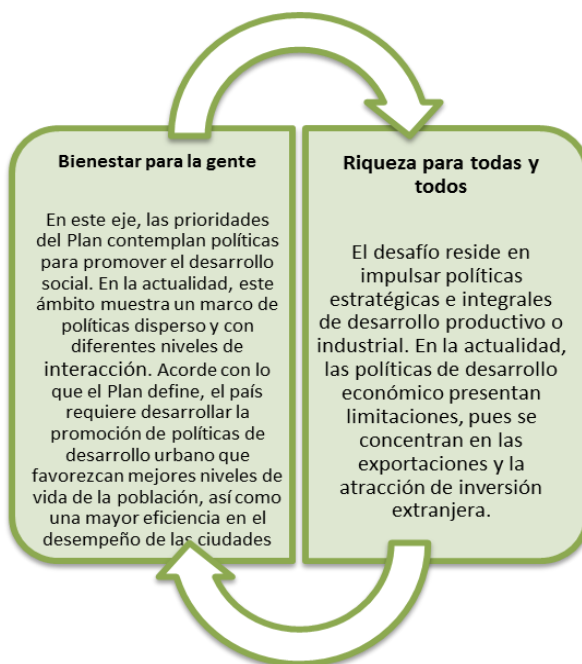 Bienestar para la gente
En este eje, las prioridades
del Plan contemplan políticas
para promover el desarrollo
social. En la actualidad, este
ámbito muestra un marco de
políticas disperso y con
diferentes niveles de
interacción. Acorde con lo
que el Plan define, el país
requiere desarrollar la
promoción de políticas de
desarrollo urbano que
favorezcan mejores niveles de
vida de la población, así como
una mayor eficiencia en el
desempeño de las ciudades
Riqueza para todas y
todos
El desafío reside en
impulsar políticas
estratégicas e integrales
de desarrollo productivo o
industrial. En la actualidad,
las políticas de desarrollo
económico presentan
limitaciones, pues se
concentran en las
exportaciones y la
atracción de inversión
extranjera.